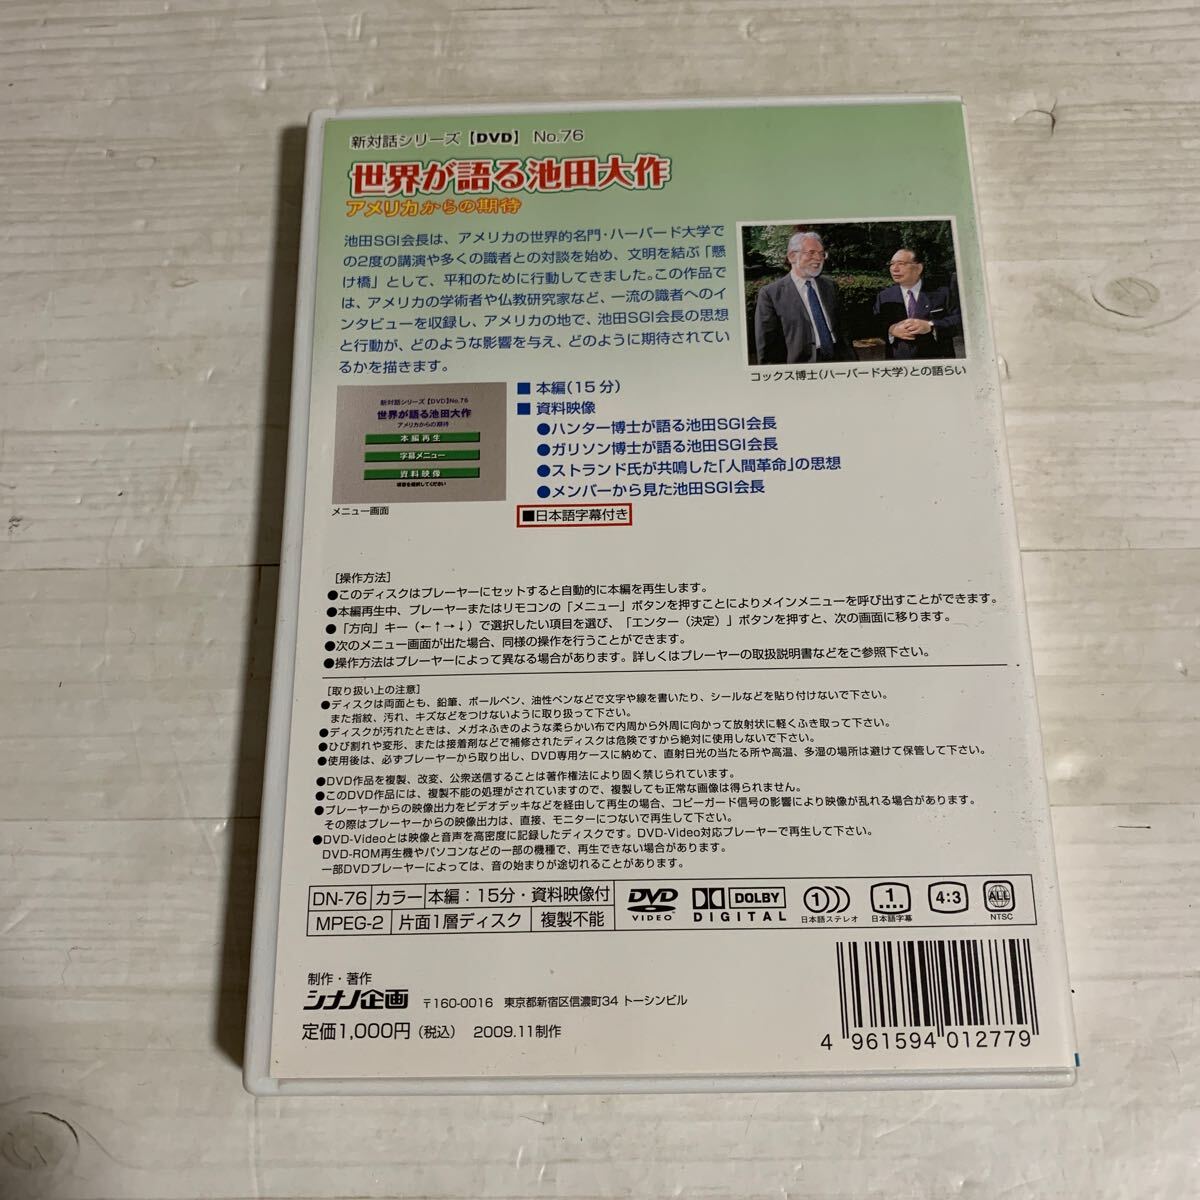 新対話シリーズ【DVD】 No.76
世界が語る池田大作
アメリカからの期待
池田SGI会長は、アメリカの世界的名門・ハーバード大学で
の2度の講演や多くの識者との対談を始め、文明を結ぶ「懸
け橋」として、平和のために行動してきました。この作品で
は、アメリカの学術者や仏教研究家など、一流の識者へのイ
ンタビューを収録し、アメリカの地で、池田SGI会長の思想
と行動が、どのような影響を与え、どのように期待されてい
るかを描きます。
コックス博士（ハーバード大学）との語らい
新対話シリーズ【DVD】No.76
世界が語る池田大作
アメリカからの期待
本編再生
字幕メニュー
資料映像
項目を選択してください
メニュー画面
■ 本編（15分）
■ 資料映像
●ハンター博士が語る池田SGI会長
●ガリソン博士が語る池田SGI会長
●ストランド氏が共鳴した「人間革命」の思想
●メンバーから見た池田SGI会長
■日本語字幕付き
［操作方法］
●このディスクはプレーヤーにセットすると自動的に本編を再生します。
●本編再生中、プレーヤーまたはリモコンの「メニュー」ボタンを押すことによりメインメニューを呼び出すことができます。
●「方向」キー（←↑→↓）で選択したい項目を選び、「エンター（決定）」ボタンを押すと、次の画面に移ります。
●次のメニュー画面が出た場合、同様の操作を行うことができます。
●操作方法はプレーヤーによって異なる場合があります。詳しくはプレーヤーの取扱説明書などをご参照下さい。
［取り扱い上の注意］
●ディスクは両面とも、鉛筆、ボールペン、油性ペンなどで文字や線を書いたり、シールなどを貼り付けないで下さい。
また指紋、汚れ、キズなどをつけないように取り扱って下さい。
●ディスクが汚れたときは、メガネふきのような柔らかい布で内周から外周に向かって放射状に軽くふき取って下さい。
●ひび割れや変形、または接着剤などで補修されたディスクは危険ですから絶対に使用しないで下さい。
●使用後は、必ずプレーヤーから取り出し、DVD専用ケースに納めて、直射日光の当たる所や高温、多湿の場所は避けて保管して下さい。
●DVD作品を複製、改変、公衆送信することは著作権法により固く禁じられています。
●このDVD作品には、複製不能の処理がされていますので、複製しても正常な画像は得られません。
●プレーヤーからの映像出力をビデオデッキなどを経由して再生の場合、コピーガード信号の影響により映像が乱れる場合があります。
その際はプレーヤーからの映像出力は、直接、モニターにつないで再生して下さい。
●DVD-Videoとは映像と音声を高密度に記録したディスクです。DVD-Video対応プレーヤーで再生して下さい。
DVD-ROM再生機やパソコンなどの一部の機種で、再生できない場合があります。
一部DVDプレーヤーによっては、音の始まりが途切れることがあります。
DN-76 カラー 本編：15分・資料映像付
MPEG-2 片面1層ディスク 複製不能
DVD VIDEO
DOLBY DIGITAL
1 日本語ステレオ
1 日本語字幕
4:3
ALL NTSC
制作・著作
シナノ企画 〒160-0016 東京都新宿区信濃町34 トーシンビル
定価1,000円（税込） 2009.11制作
4 961594 012779